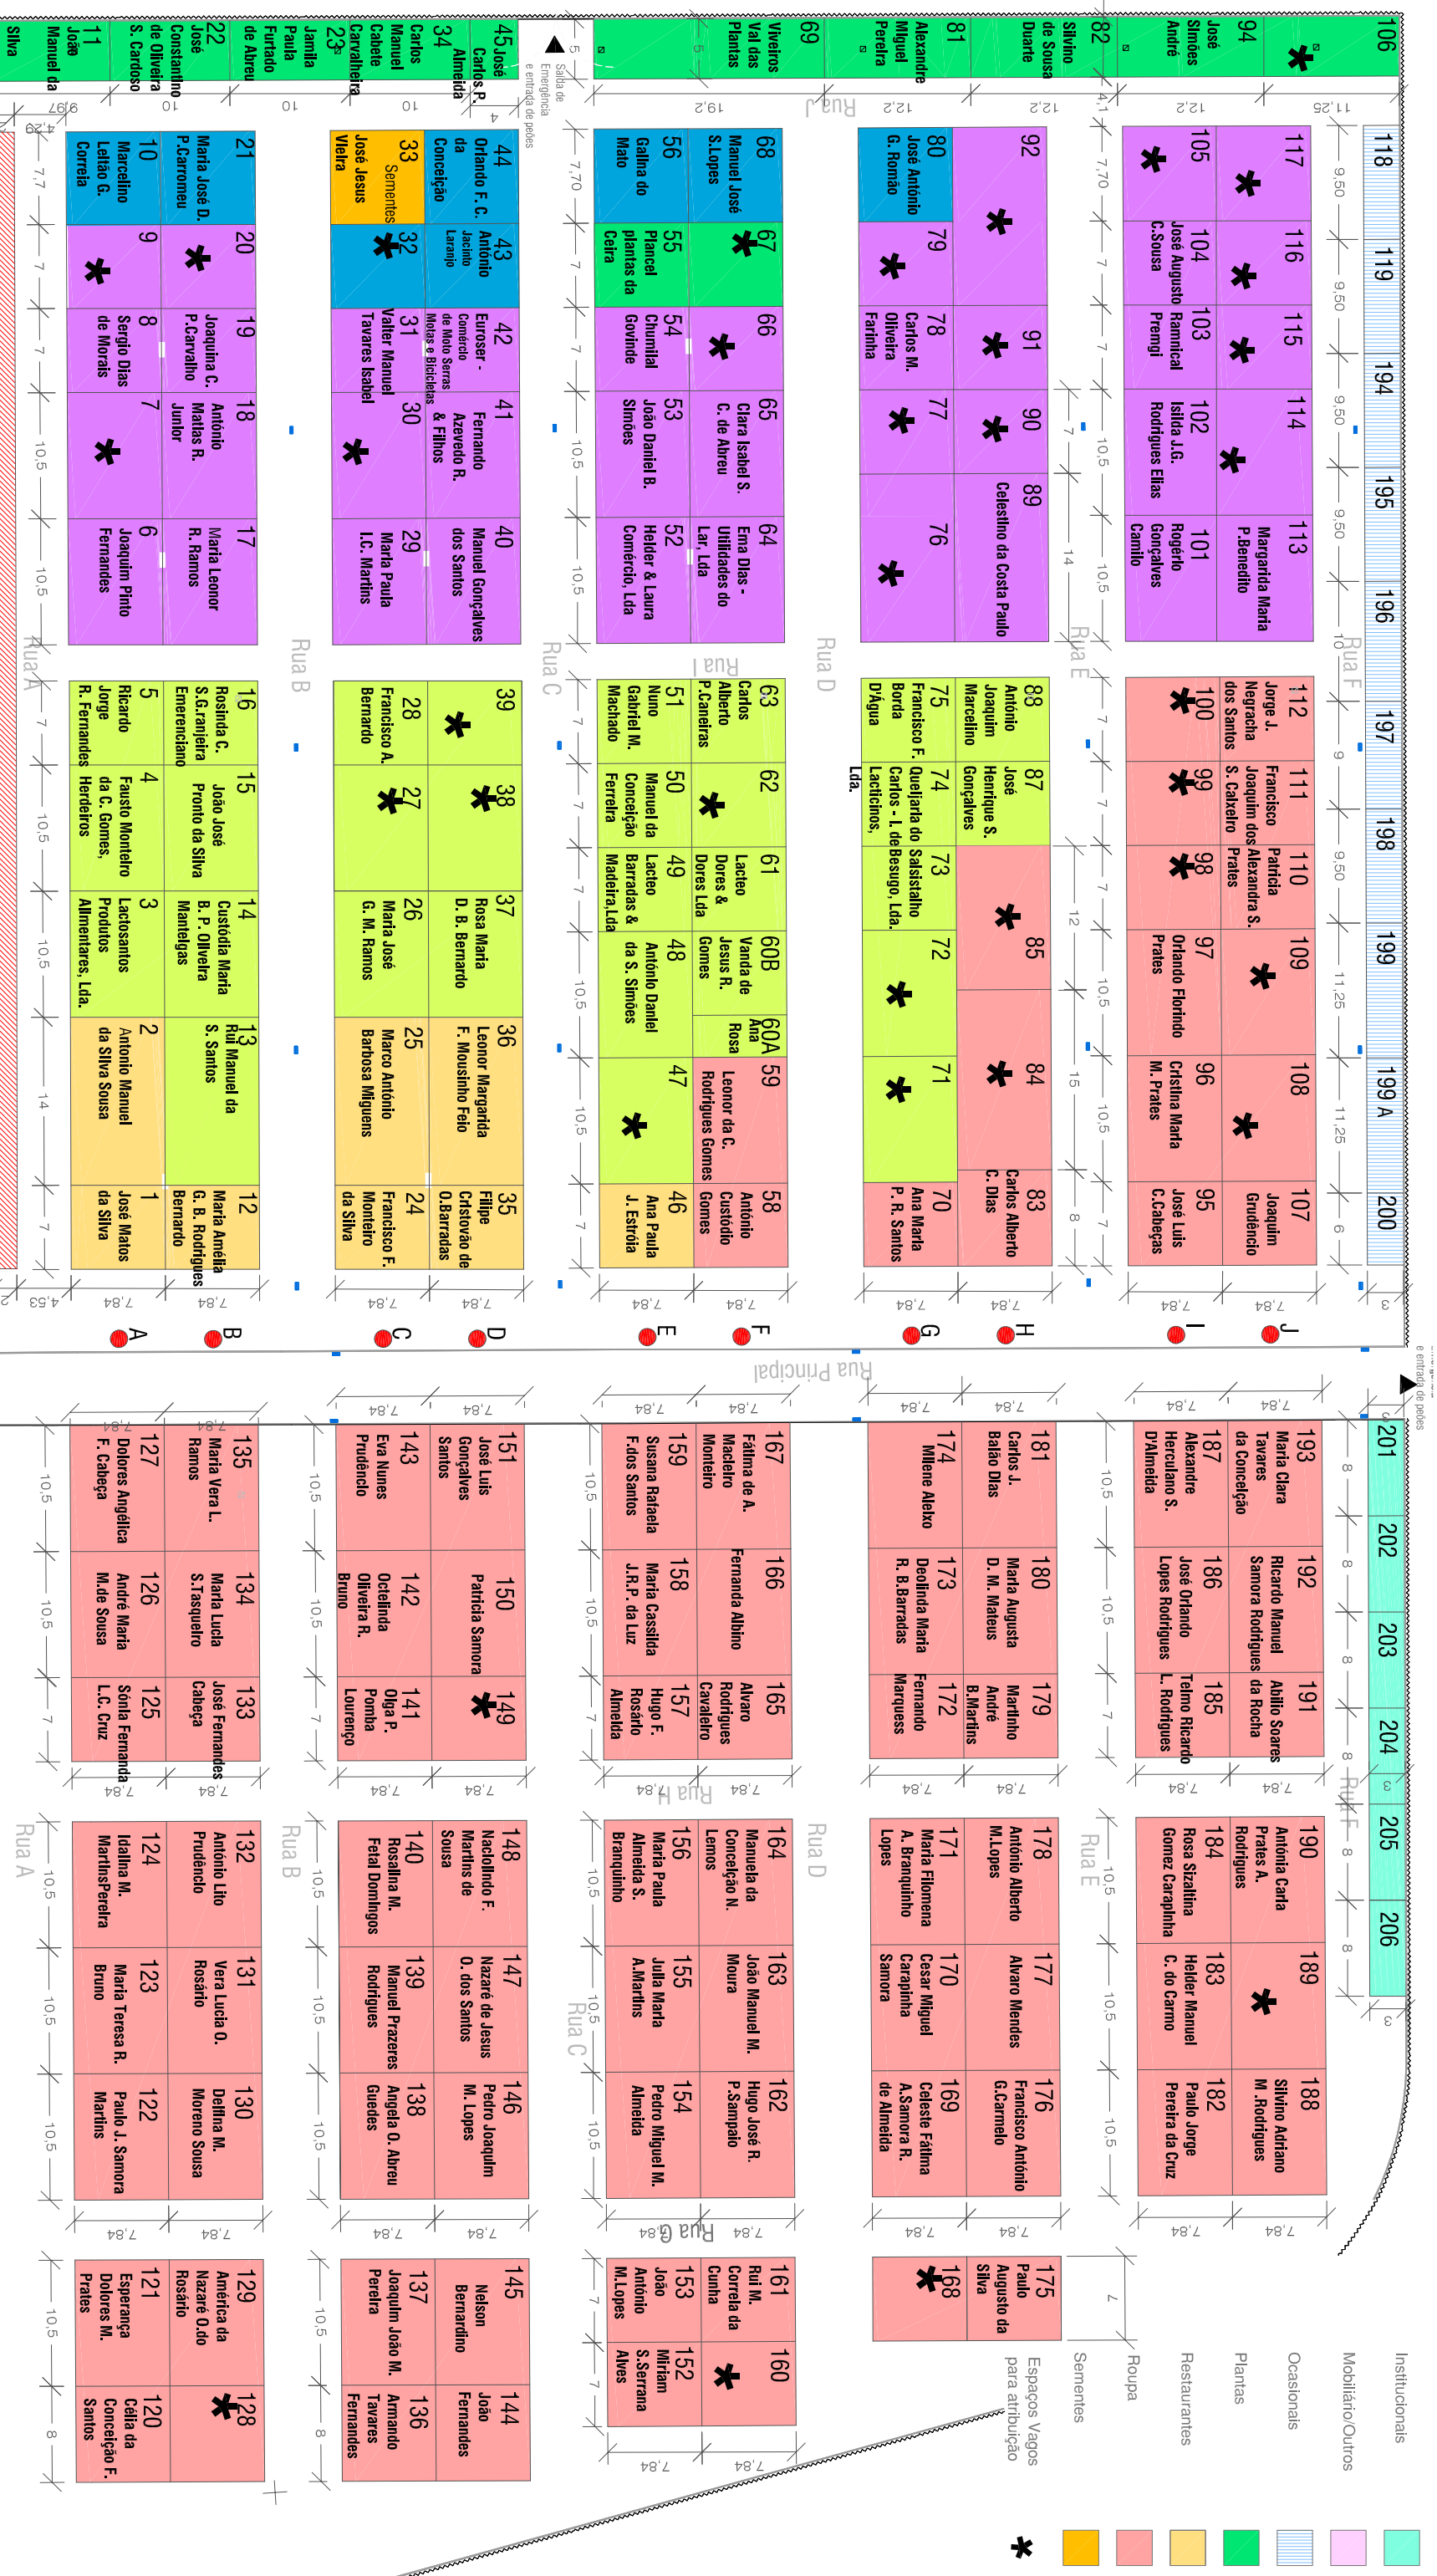 11
João
Manuel da
Silva
22
José
Constantino
de Oliveira
S. Cardoso
23
Jamila
Paula
Furtado
de Abreu
34
Carlos
Manuel
Cabete
Carvalheira
45
José
Carlos P.
Almeida
Saída de
Emergência
e entrada de peões
69
Viveiros
Val das
Plantas
81
Alexandre
Miguel
Pereira
82
Silvino
de Sousa
Duarte
94
José
Simões
André
106
Rua J
10
Marcelino
Leitão G.
Correia
21
Maria José D.
P.Carromeu
9
20
8
Sergio Dias
de Morais
19
Joaquina C.
P.Carvalho
7
18
António
Matias R.
Junior
6
Joaquim Pinto
Fernandes
17
Maria Leonor
R. Ramos
33
Sementes
José Jesus
Vieira
44
Orlando F. C.
da
Conceição
32
43
António
Jacinto
Laranjo
31
Valter Manuel
Tavares Isabel
42
Euroser -
Comércio
de Moto Serras
Motas e Bicicletas
30
41
Fernando
Azevedo R.
& Filhos
29
Maria Paula
I.C. Martins
40
Manuel Gonçalves
dos Santos
56
Galina do
Mato
68
Manuel José
S.Lopes
55
Plancel
plantas da
Ceira
67
54
Chumilal
Govinde
66
53
João Daniel B.
Simões
65
Clara Isabel S.
C. de Abreu
52
Helder & Laura
Comércio, Lda
64
Ema Dias -
Utilidades do
Lar, Lda
80
José António
G. Romão
92
79
78
Carlos M.
Oliveira
Farinha
91
77
90
76
89
Celestino da Costa Paulo
105
117
104
José Augusto
C.Sousa
116
103
Ramnical
Premgi
115
102
Isilda J.G.
Rodrigues Elias
114
101
Rogério
Gonçalves
Camilo
113
Margarida Maria
P.Benedito
118
119
194
195
196
197
198
199
199 A
200
Rua A
Rua B
Rua C
Rua I
Rua D
Rua E
Rua F
5
Ricardo
Jorge
R. Fernandes
16
Rosinda C.
S.G.ranjeira
Emerenciano
4
Fausto Monteiro
da C. Gomes,
Herdeiros
15
João José
Pronto da Silva
3
Lactosantos
Produtos
Alimentares, Lda.
14
Custódia Maria
B. P. Oliveira
Manteigas
2
Antonio Manuel
da Silva Sousa
13
Rui Manuel da
S. Santos
1
José Matos
da Silva
12
Maria Amélia
G. B. Rodrigues
Bernardo
28
Francisco A.
Bernardo
39
27
38
26
Maria José
G. M. Ramos
37
Rosa Maria
D. B. Bernardo
25
Marco António
Barbosa Miguens
36
Leonor Margarida
F. Mousinho Feio
24
Francisco F.
Monteiro
da Silva
35
Filipe
Cristovão de
O.Barradas
51
Nuno
Gabriel M.
Machado
63
Carlos
Alberto
P.Caneiras
50
Manuel da
Conceição
Ferreira
62
49
Lacteo
Barradas &
Madeira,Lda
61
Lacteo
Dores &
Dores Lda
48
António Daniel
da S. Simões
60B
Vanda de
Jesus R.
Gomes
60A
Ana
Rosa
47
59
Leonor da C.
Rodrigues Gomes
46
Ana Paula
J. Estróia
58
António
Custódio
Gomes
75
Francisco F.
Borda
D'Água
88
António
Joaquim
Marcelino
74
Queijaria do
Carlos - I. de
Lacticinos,
Lda.
87
José
Henrique S.
Gonçalves
73
Salsistalho
Besugo, Lda.
85
72
84
71
70
Ana Maria
P. R. Santos
83
Carlos Alberto
C. Dias
100
112
Jorge J.
Negracha
dos Santos
99
111
Francisco
Joaquim dos
S. Caixeiro
98
110
Patricia
Alexandra S.
Prates
97
Orlando Florindo
Prates
109
96
Cristina Maria
M. Prates
108
95
José Luis
C.Cabeças
107
Joaquim
Grudêncio
A
B
C
D
E
F
G
H
I
J
Rua Principal
e entrada de peões
127
Dolores Angélica
F. Cabeça
135
Maria Vera L.
Ramos
126
André Maria
M.de Sousa
134
Maria Lucia
S.Tasqueiro
125
Sónia Fernanda
L.C. Cruz
133
José Fernandes
Cabeça
143
Eva Nunes
Prudêncio
151
José Luis
Gonçalves
Santos
142
Octelinda
Oliveira R.
Bruno
150
Patricia Samora
141
Olga P.
Pomba
Lourenço
149
159
Susana Rafaela
F.dos Santos
167
Fátima de A.
Macieiro
Monteiro
158
Maria Cassilda
J.R.P. da Luz
166
Fernanda Albino
157
Hugo F.
Rosário
Almeida
165
Alvaro
Rodrigues
Cavaleiro
174
Milene Aleixo
181
Carlos J.
Balão Dias
173
Deolinda Maria
R. B.Barradas
180
Maria Augusta
D. M. Mateus
172
Fernando
Marquess
179
Martinho
André
B.Martins
187
Alexandre
Herculano S.
D'Almeida
193
Maria Clara
Tavares
da Conceição
186
José Orlando
Lopes Rodrigues
192
Ricardo Manuel
Samora Rodrigues
185
Telmo Ricardo
L. Rodrigues
191
Abilio Soares
da Rocha
201
202
203
204
205
206
Rua H
Rua F
Rua A
Rua B
Rua C
Rua D
Rua E
124
Idalina M.
MartinsPereira
132
António Lito
Prudêncio
123
Maria Teresa R.
Bruno
131
Vera Lucia O.
Rosário
122
Paulo J. Samora
Martins
130
Delfina M.
Moreno Sousa
140
Rosalina M.
Fetal Domingos
148
Nacholindo F.
Martins de
Sousa
139
Manuel Prazeres
Rodrigues
147
Nazaré de Jesus
O. dos Santos
138
Angela O. Abreu
Guedes
146
Pedro Joaquim
M. Lopes
156
Maria Paula
Almeida S.
Branquinho
164
Manuela da
Conceição N.
Lemos
155
Julia Maria
A.Martins
163
João Manuel M.
Moura
154
Pedro Miguel M.
Almeida
162
Hugo José R.
P.Sampaio
171
Maria Filomena
A. Branquinho
Lopes
178
António Alberto
M.Lopes
170
Cesar Miguel
Carapinha
Samora
177
Alvaro Mendes
169
Celeste Fátima
A.Samora R.
de Almeida
176
Francisco António
G.Carmelo
184
Rosa Sizaltina
Gomez Carapinha
190
Antónia Carla
Prates A.
Rodrigues
183
Helder Manuel
C. do Carmo
189
182
Paulo Jorge
Pereira da Cruz
188
Silvino Adriano
M .Rodrigues
Rua G
121
Esperança
Dolores M.
Prates
129
América da
Nazaré O.do
Rosário
120
Célia da
Conceição F.
Santos
128
137
Joaquim João M.
Pereira
145
Nelson
Bernardino
136
Armando
Tavares
Fernandes
144
João
Fernandes
153
João
António
M.Lopes
161
Rui M.
Correia da
Cunha
152
Miriam
S.Serrana
Alves
160
168
175
Paulo
Augusto da
Silva
Institucionais
Mobiliário/Outros
Ocasionais
Plantas
Restaurantes
Roupa
Sementes
Espaços Vagos
para atribuição